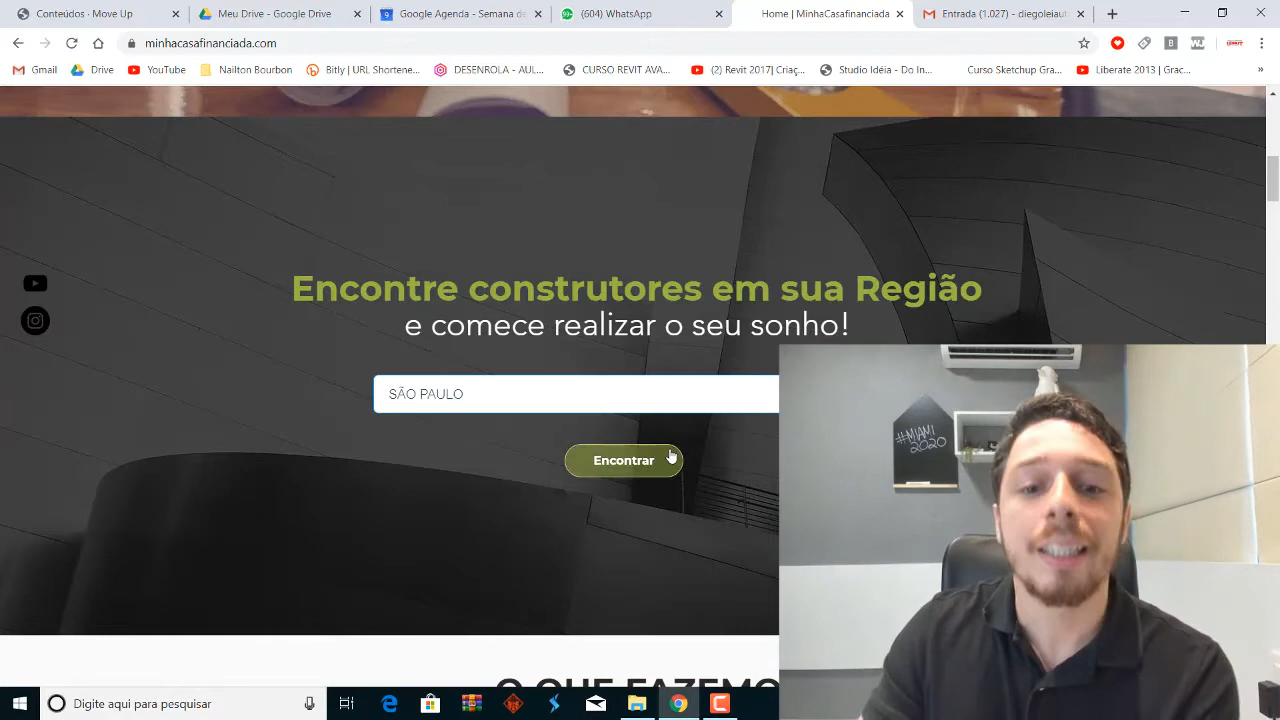 Conteúdos · Move Up
Meu Drive - Google Drive
Google Agenda - Semana de
(604) WhatsApp
Home | MinhaCasafinanciada
Entrada (1.027) - diegoleiauto
minhacasafinanciada.com
Gmail
Drive
YouTube
Nailton Bourbon
Bitly | URL Shortene...
DESENROLA - AUL...
CURSO REVIT AVA...
(2) Revit 2017| Criaç...
Studio Idéia - Do In...
Curso Sketchup Gra...
Liberate 2013 | Grac...
Encontre construtores em sua Região
e comece realizar o seu sonho!
SÃO PAULO
Encontrar
#MIAMI
2020
O QUE FAZEMO
Digite aqui para pesquisar